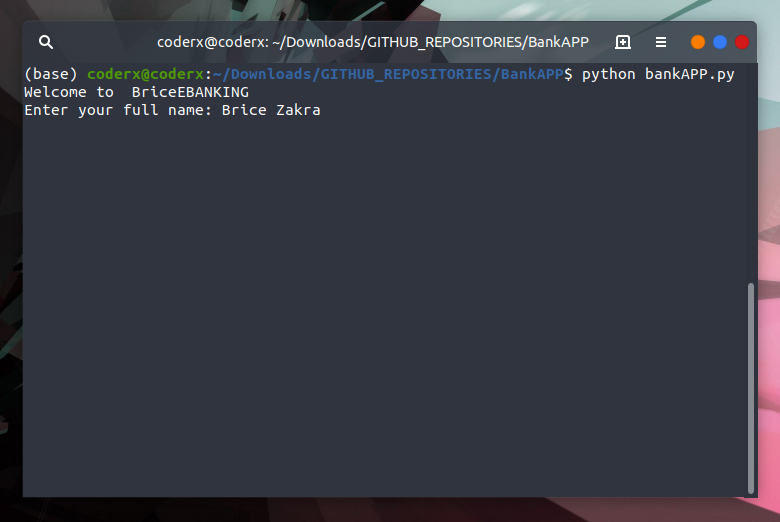 coderx@coderx: ~/Downloads/GITHUB_REPOSITORIES/BankAPP
(base) coderx@coderx:~/Downloads/GITHUB_REPOSITORIES/BankAPP$ python bankAPP.py
Welcome to  BriceEBANKING
Enter your full name: Brice Zakra